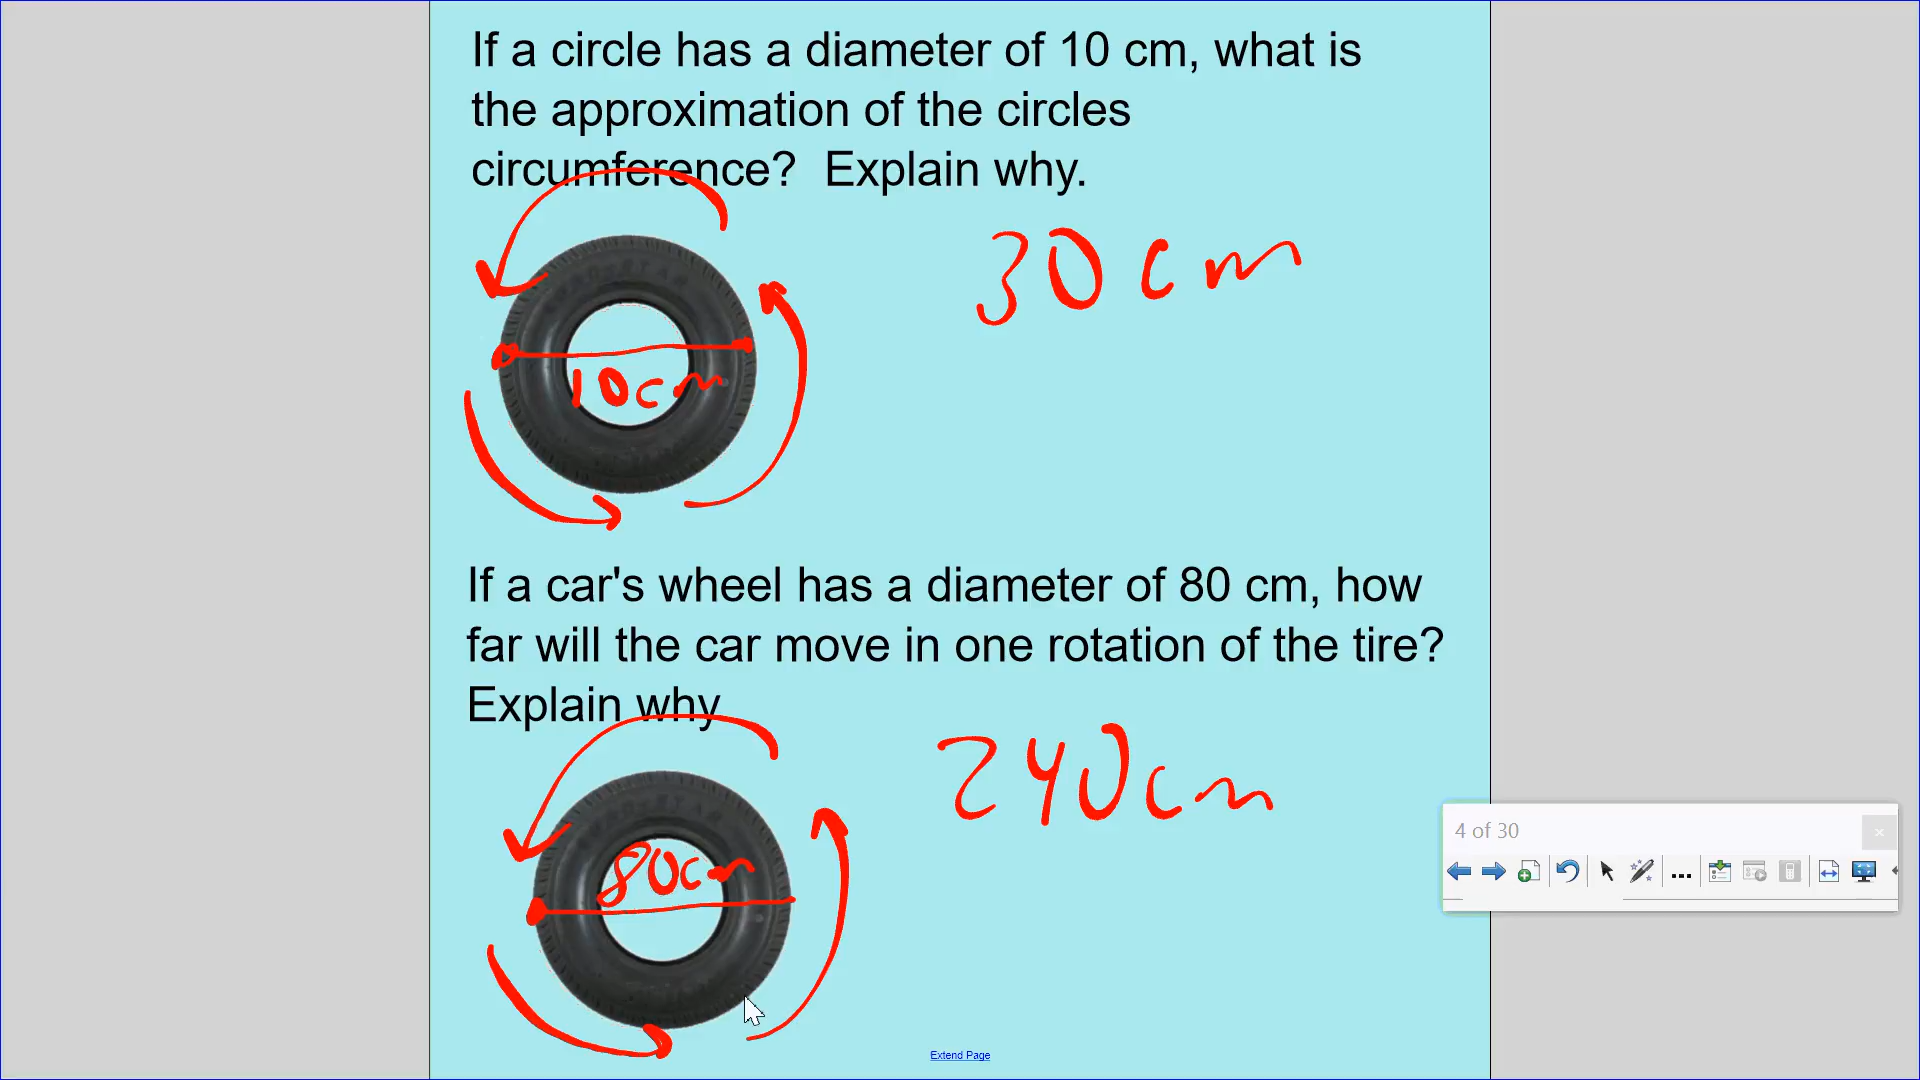 If a circle has a diameter of 10 cm, what is
the approximation of the circles
circumference?  Explain why.
30 cm
10cm
If a car's wheel has a diameter of 80 cm, how
far will the car move in one rotation of the tire?
Explain why
240cm
80cm
4 of 30
Extend Page